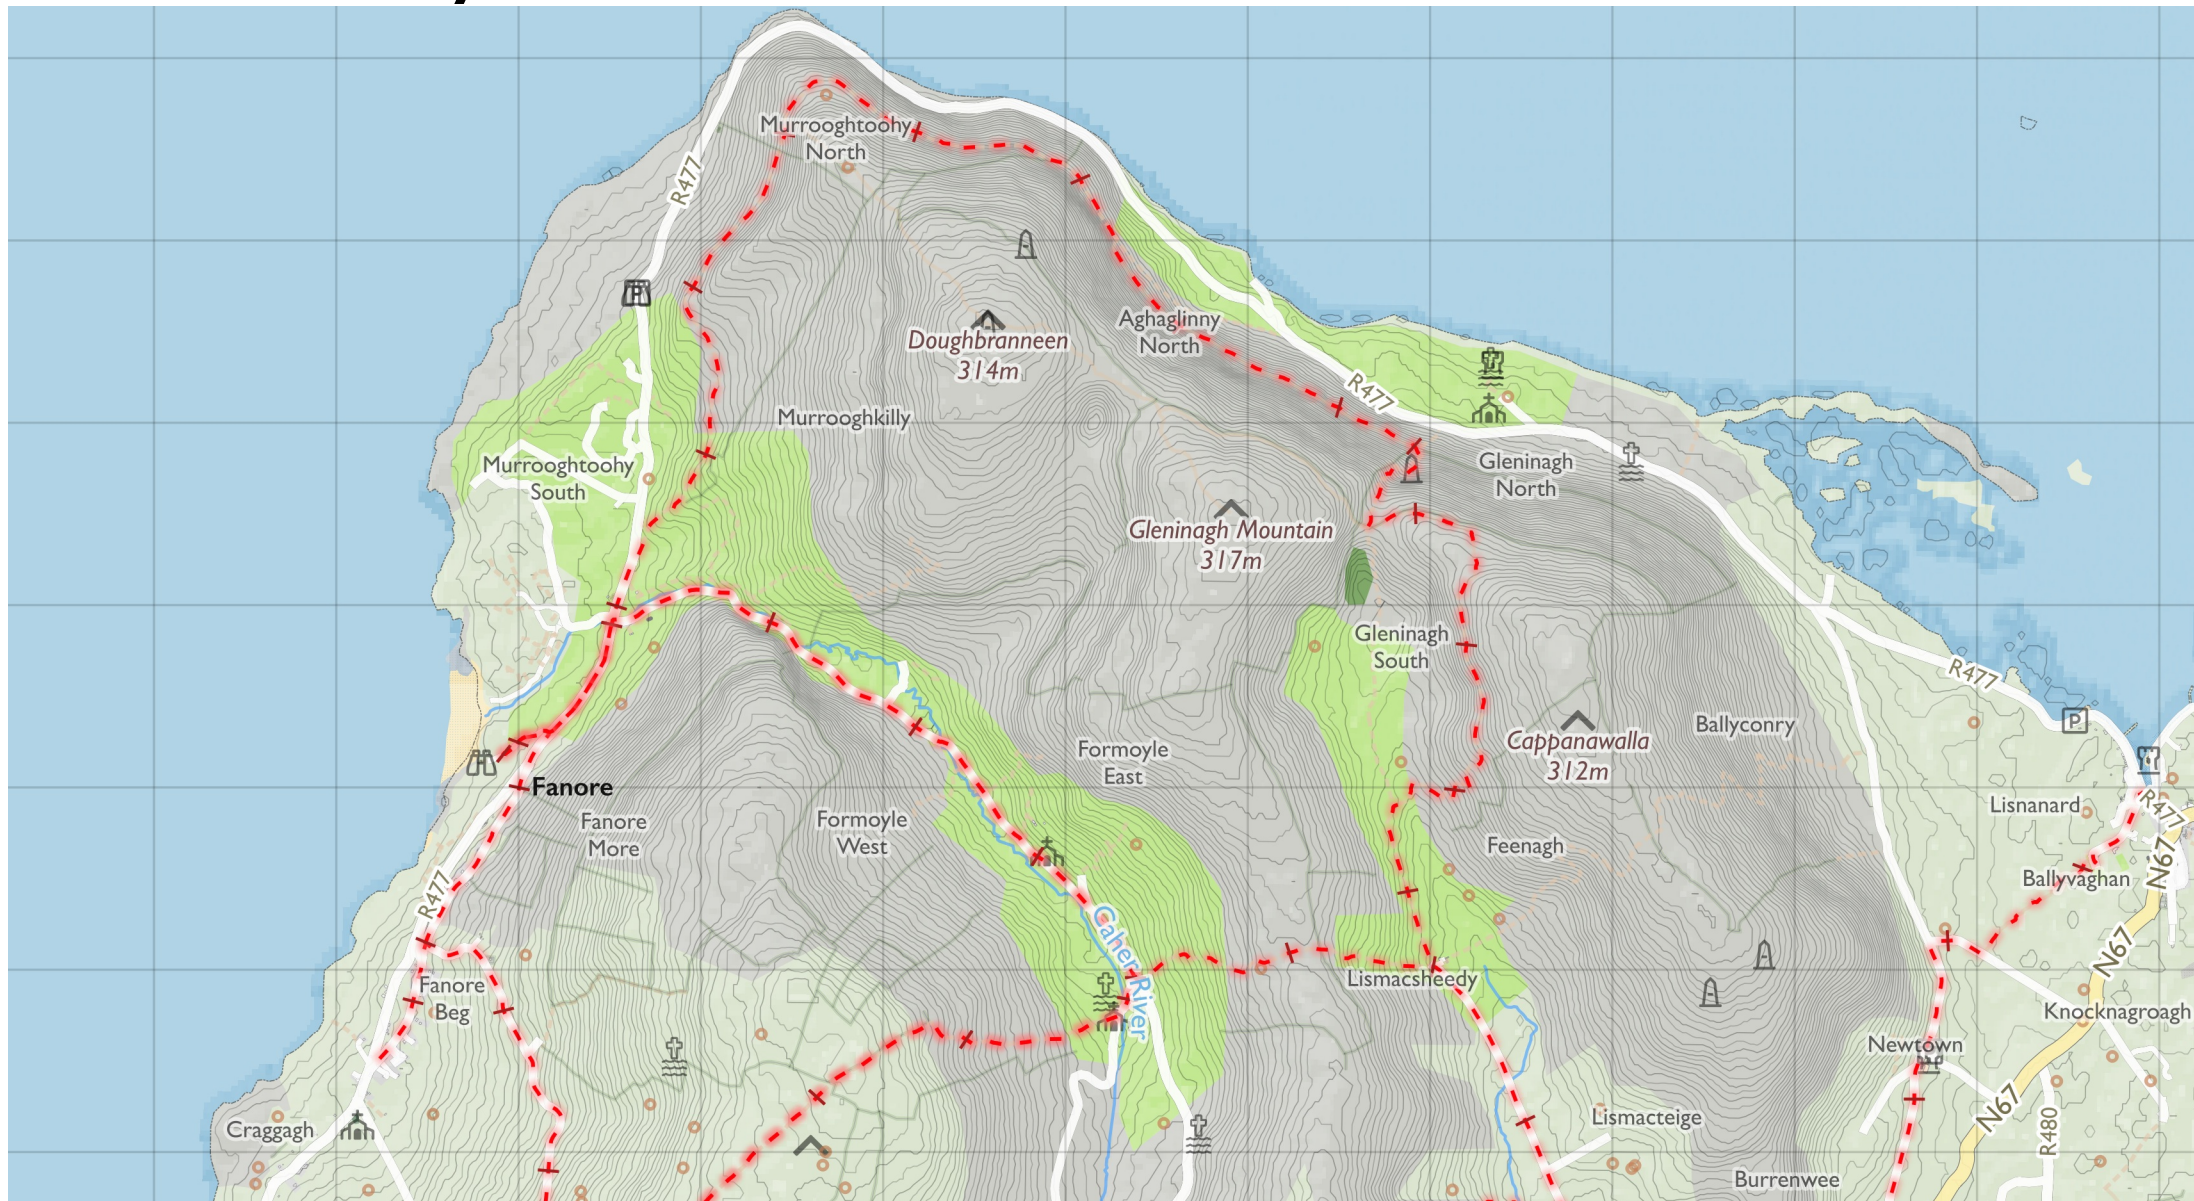 Murrooghtoohy
North
R477
Doughbranneen
314m
Aghaglinny
North
R477
Murrooghkilly
Murrooghtoohy
South
Gleninagh
North
Gleninagh Mountain
317m
Gleninagh
South
R477
P
P
Cappanawalla
312m
Ballyconry
Formoyle
East
Fanore
Fanore
More
Formoyle
West
Feenagh
Lisnanard
R477
N67
Ballyvaghan
R477
Caher River
Lismacsheedy
N67
Fanore
Beg
Knocknagroagh
Newtown
Craggagh
Lismacteige
N67
R480
Burrenwee